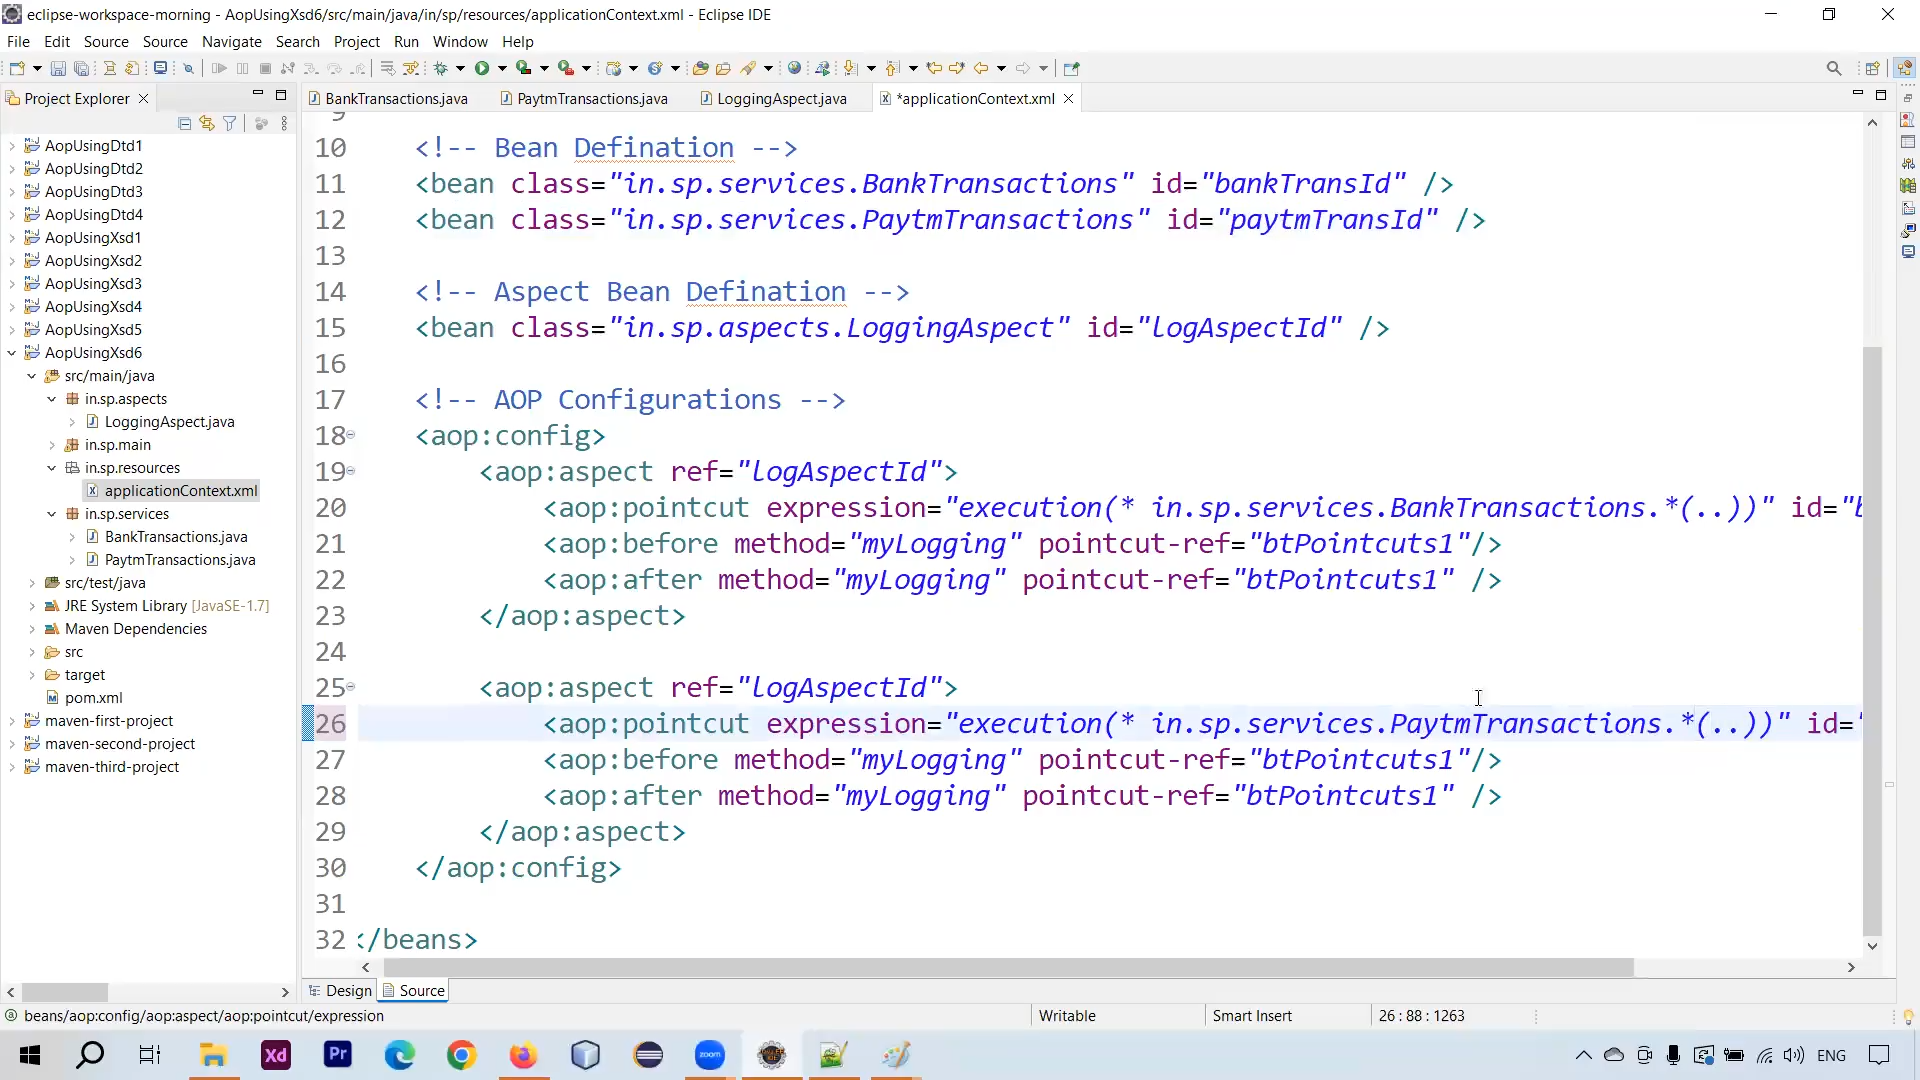 eclipse-workspace-morning - AopUsingXsd6/src/main/java/in/sp/resources/applicationContext.xml - Eclipse IDE
File Edit Source Source Navigate Search Project Run Window Help
Project Explorer
BankTransactions.java PaytmTransactions.java LoggingAspect.java *applicationContext.xml
AopUsingDtd1
AopUsingDtd2
AopUsingDtd3
AopUsingDtd4
AopUsingXsd1
AopUsingXsd2
AopUsingXsd3
AopUsingXsd4
AopUsingXsd5
AopUsingXsd6
src/main/java
in.sp.aspects
LoggingAspect.java
in.sp.main
in.sp.resources
applicationContext.xml
in.sp.services
BankTransactions.java
PaytmTransactions.java
src/test/java
JRE System Library [JavaSE-1.7]
Maven Dependencies
src
target
pom.xml
maven-first-project
maven-second-project
maven-third-project
9
10 <!-- Bean Defination -->
11 <bean class="in.sp.services.BankTransactions" id="bankTransId" />
12 <bean class="in.sp.services.PaytmTransactions" id="paytmTransId" />
13
14 <!-- Aspect Bean Defination -->
15 <bean class="in.sp.aspects.LoggingAspect" id="logAspectId" />
16
17 <!-- AOP Configurations -->
18 <aop:config>
19 <aop:aspect ref="logAspectId">
20 <aop:pointcut expression="execution(* in.sp.services.BankTransactions.*(..))" id="b
21 <aop:before method="myLogging" pointcut-ref="btPointcuts1"/>
22 <aop:after method="myLogging" pointcut-ref="btPointcuts1" />
23 </aop:aspect>
24
25 <aop:aspect ref="logAspectId">
26 <aop:pointcut expression="execution(* in.sp.services.PaytmTransactions.*(..))" id="
27 <aop:before method="myLogging" pointcut-ref="btPointcuts1"/>
28 <aop:after method="myLogging" pointcut-ref="btPointcuts1" />
29 </aop:aspect>
30 </aop:config>
31
32 </beans>
Design Source
beans/aop:config/aop:aspect/aop:pointcut/expression
Writable
Smart Insert
26 : 88 : 1263
Xd Pr zoom
ENG